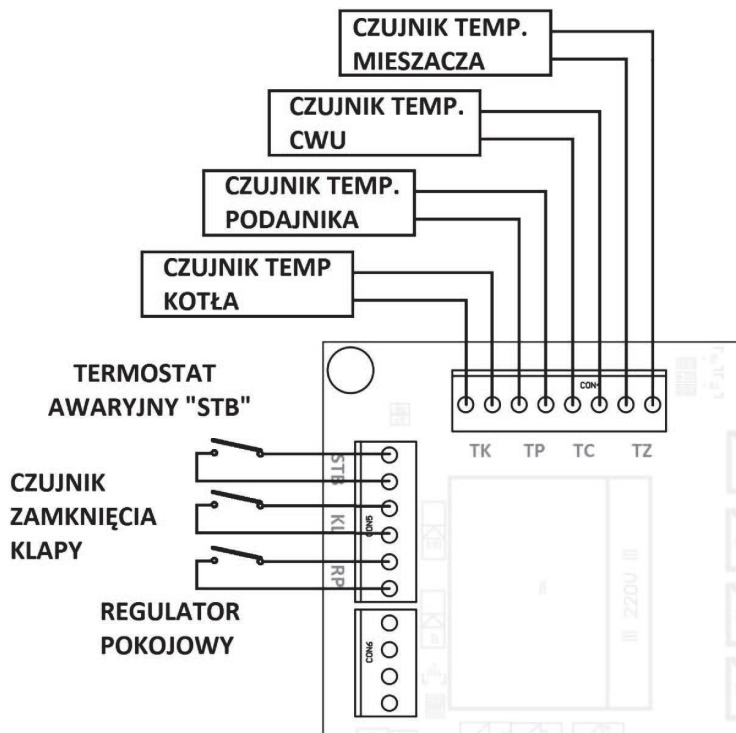 CZUJNIK TEMP.
MIESZACZA
CZUJNIK TEMP.
CWU
CZUJNIK TEMP.
PODAJNIKA
CZUJNIK TEMP
KOTŁA
CON4
TK TP TC TZ
TERMOSTAT
AWARYJNY "STB"
CZUJNIK
ZAMKNIĘCIA
KLAPY
REGULATOR
POKOJOWY
STB
KL
RP
CON5
CON6
220V